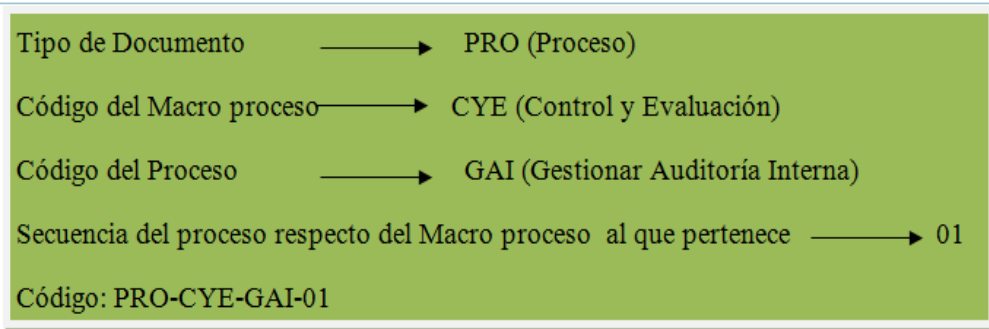 Tipo de Documento PRO (Proceso)
Código del Macro proceso CYE (Control y Evaluación)
Código del Proceso GAI (Gestionar Auditoría Interna)
Secuencia del proceso respecto del Macro proceso al que pertenece 01
Código: PRO-CYE-GAI-01